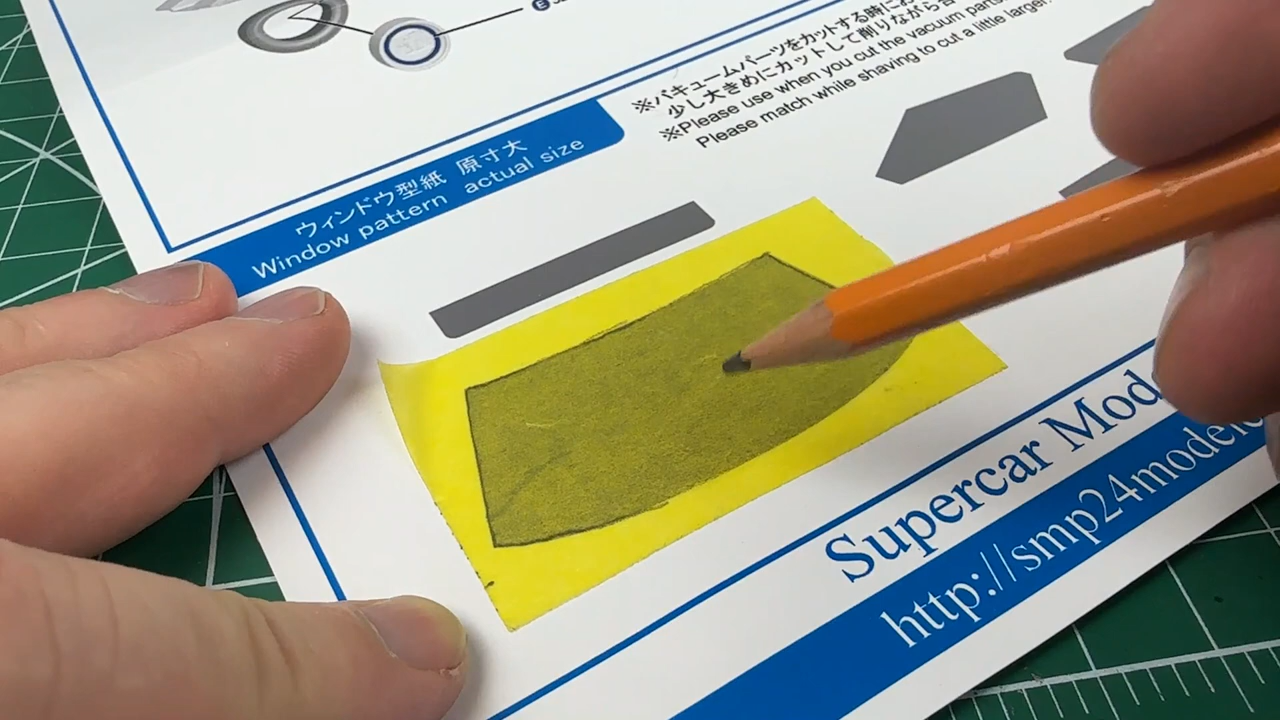 E
※バキュームパーツをカットする時にお
少し大きめにカットして削りながら合
※Please use when you cut the vacuum parts
Please match while shaving to cut a little larger.
ウィンドウ型紙 原寸大
Window pattern actual size
Supercar Mod
http://smp24model